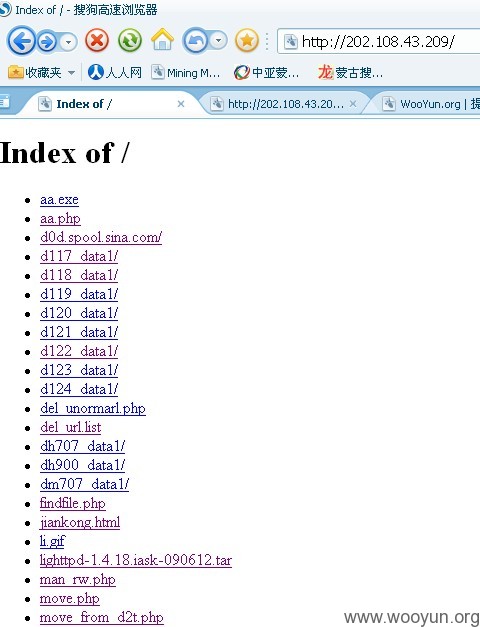 Index of / - 搜狗高速浏览器
http://202.108.43.209/
收藏夹 人人网 Mining M... 中亚蒙... 蒙古搜...
Index of / http://202.108.43.20... WooYun.org | 提
Index of /
aa.exe
aa.php
d0d.spool.sina.com/
d117_data1/
d118_data1/
d119_data1/
d120_data1/
d121_data1/
d122_data1/
d123_data1/
d124_data1/
del_unormarl.php
del_url.list
dh707_data1/
dh900_data1/
dm707_data1/
findfile.php
jiankong.html
li.gif
lighttpd-1.4.18.iask-090612.tar
man_rw.php
move.php
move_from_d2t.php
www.wooyun.org